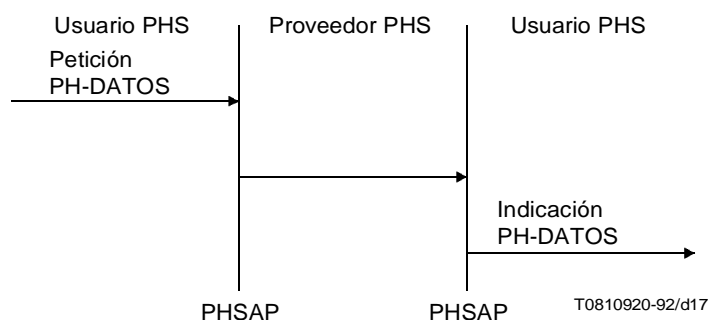 Usuario PHS
Proveedor PHS
Usuario PHS
Petición
PH-DATOS
Indicación
PH-DATOS
PHSAP
PHSAP
T0810920-92/d17